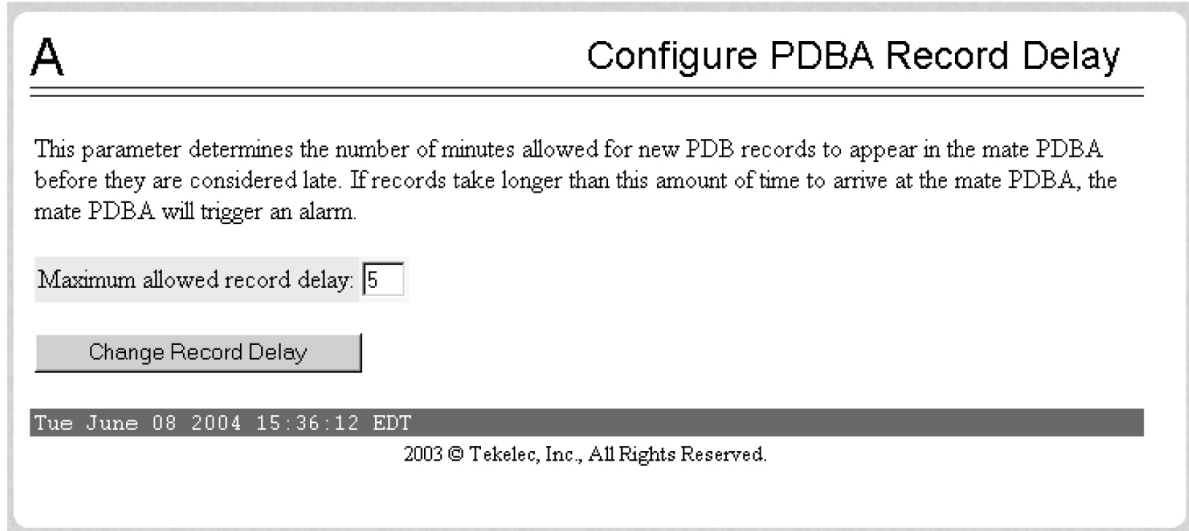 A
Configure PDBA Record Delay
This parameter determines the number of minutes allowed for new PDB records to appear in the mate PDBA
before they are considered late. If records take longer than this amount of time to arrive at the mate PDBA, the
mate PDBA will trigger an alarm.
Maximum allowed record delay: 5
Change Record Delay
Tue June 08 2004 15:36:12 EDT
2003 © Tekelec, Inc., All Rights Reserved.